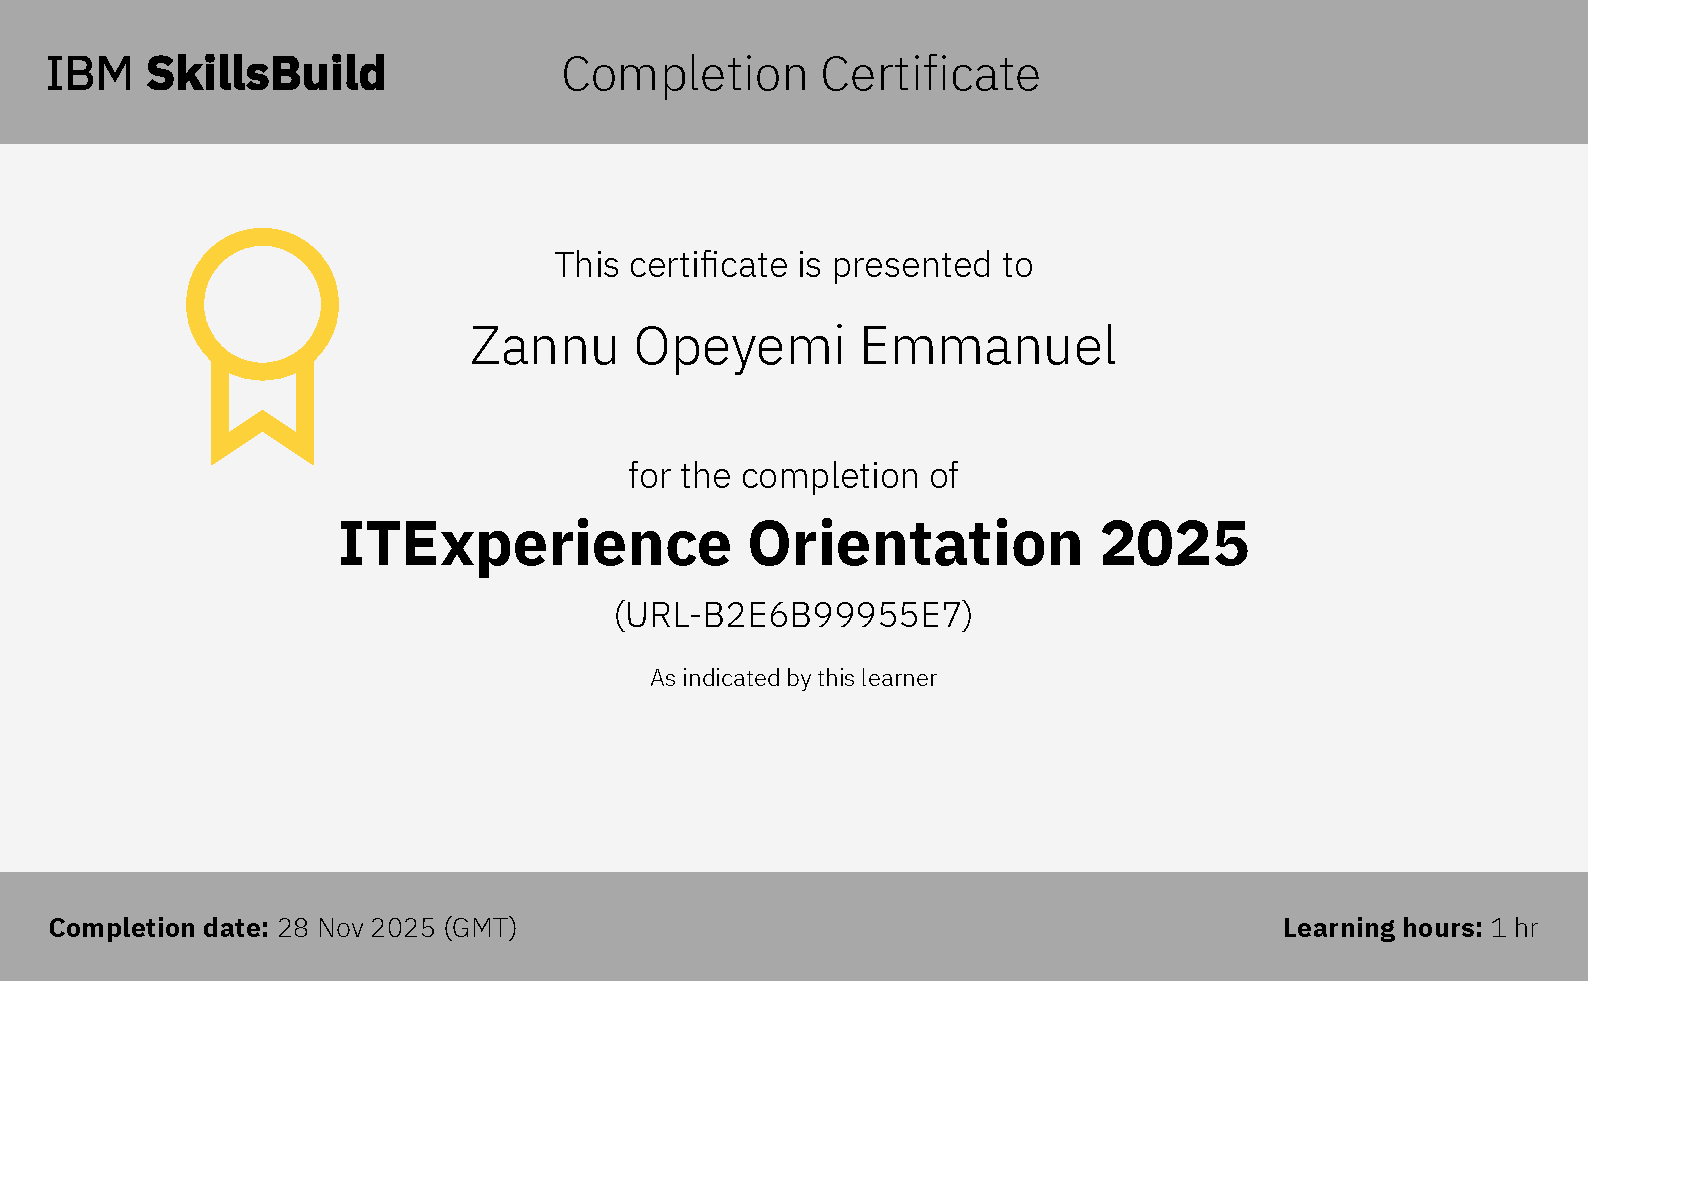 IBM SkillsBuild
Completion Certificate
This certificate is presented to
Zannu Opeyemi Emmanuel
for the completion of
ITExperience Orientation 2025
(URL-B2E6B99955E7)
As indicated by this learner
Completion date: 28 Nov 2025 (GMT)
Learning hours: 1 hr